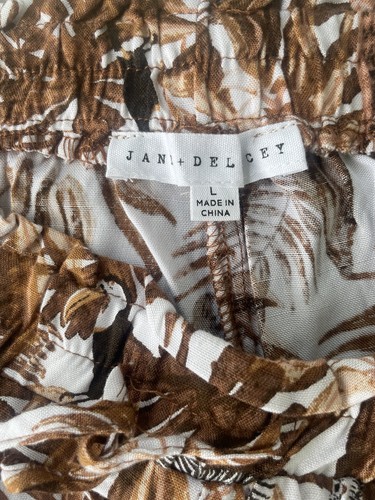 JANI + DELCEY
L
MADE IN
CHINA